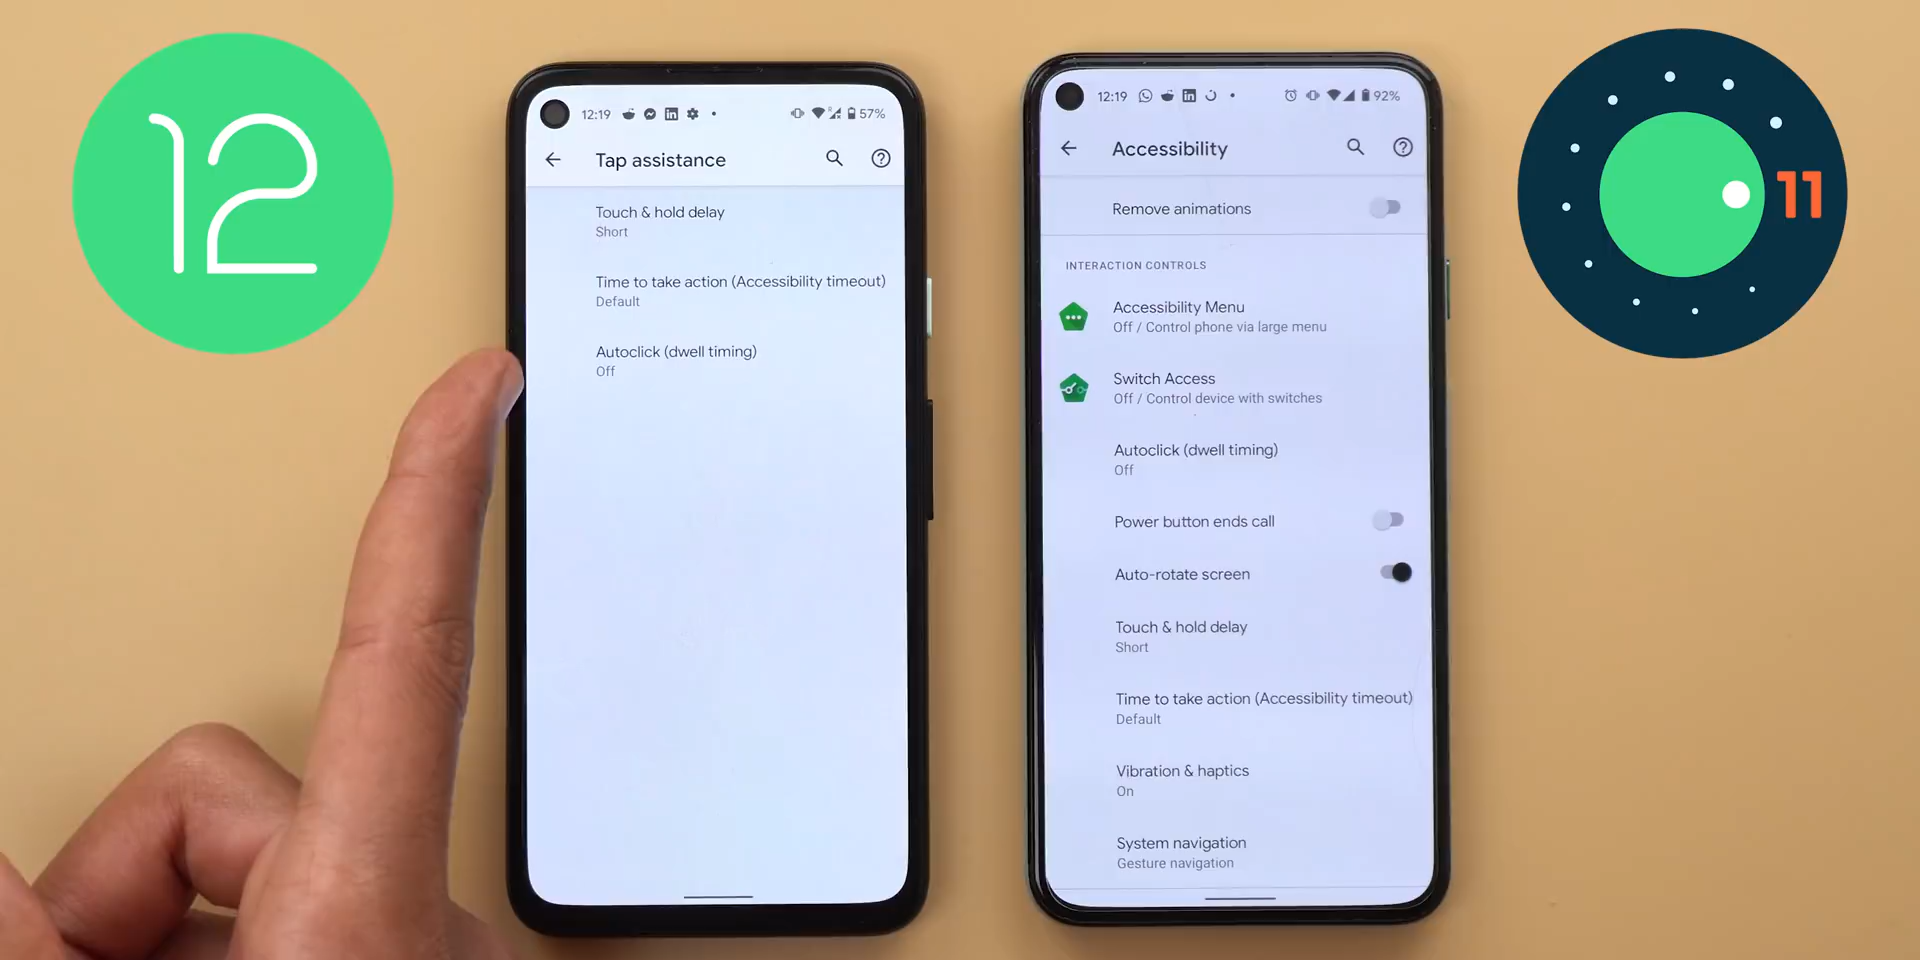 12
12:19
57%
Tap assistance
Touch & hold delay
Short
Time to take action (Accessibility timeout)
Default
Autoclick (dwell timing)
Off
12:19
92%
Accessibility
Remove animations
INTERACTION CONTROLS
Accessibility Menu
Off / Control phone via large menu
Switch Access
Off / Control device with switches
Autoclick (dwell timing)
Off
Power button ends call
Auto-rotate screen
Touch & hold delay
Short
Time to take action (Accessibility timeout)
Default
Vibration & haptics
On
System navigation
Gesture navigation
11